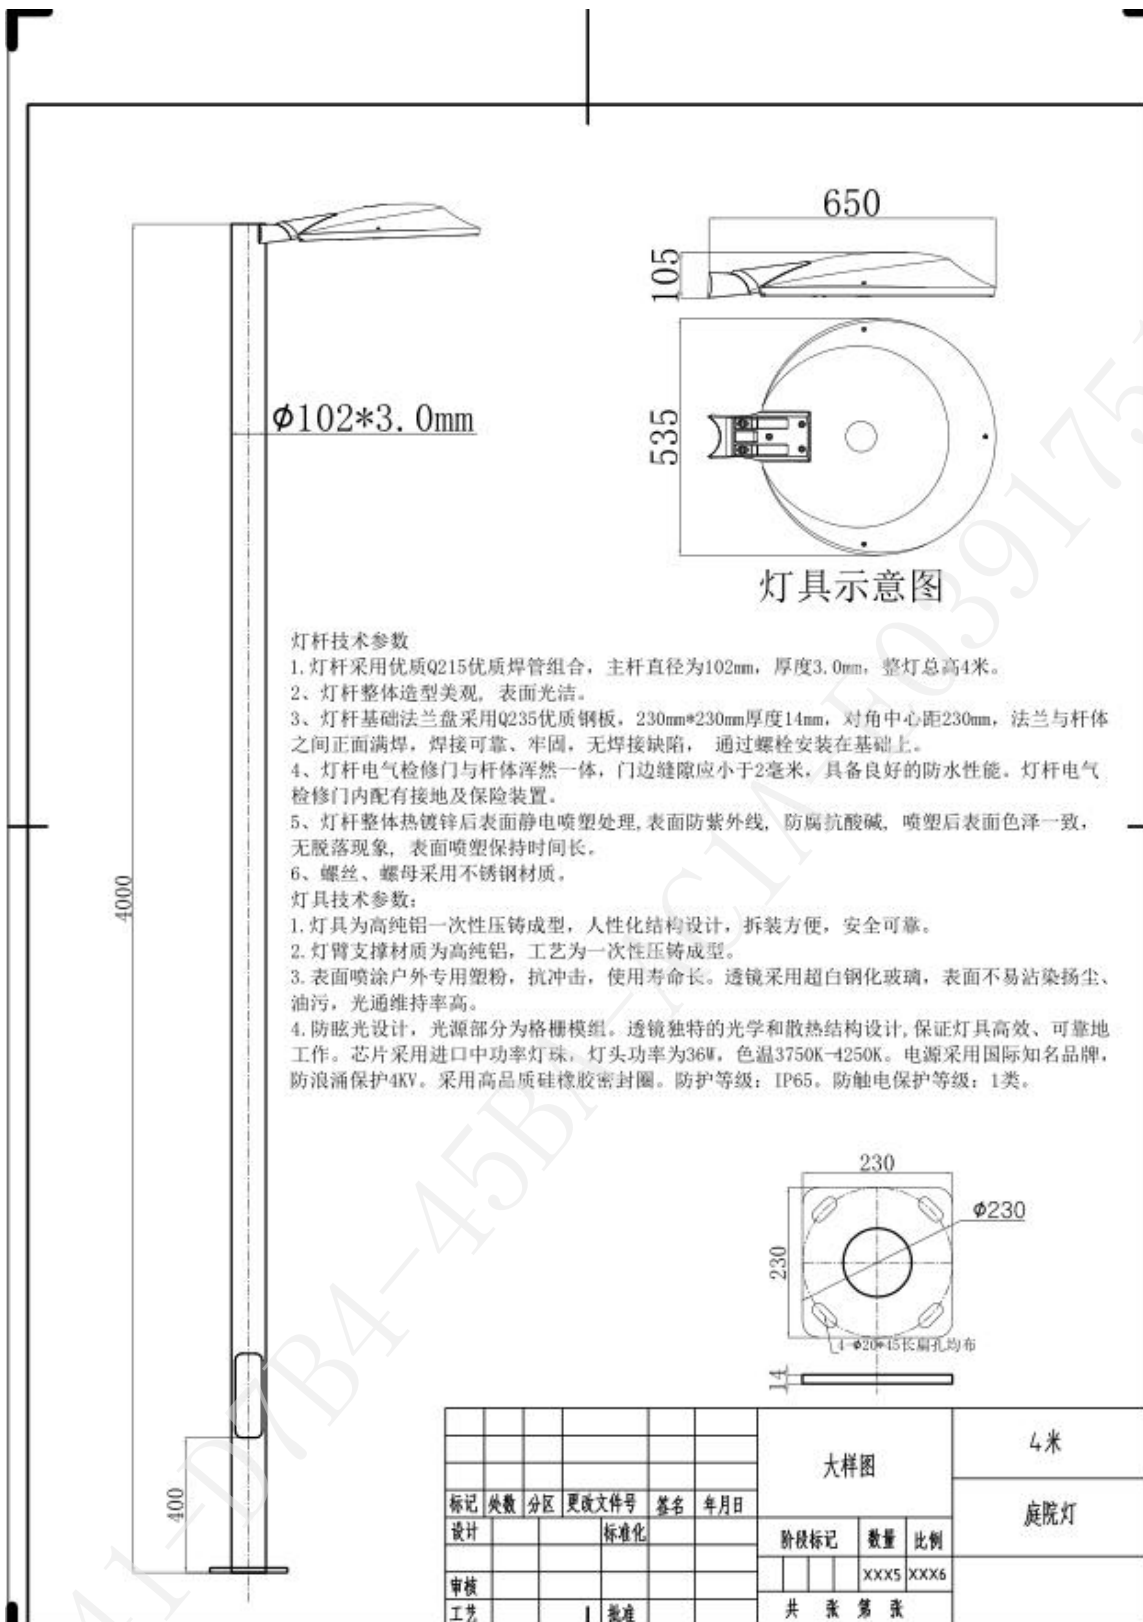 650
105
ϕ102*3.0mm
535
灯具示意图
灯杆技术参数
1.灯杆采用优质Q215优质焊管组合，主杆直径为102mm，厚度3.0mm，整灯总高4米。
2、灯杆整体造型美观，表面光洁。
3、灯杆基础法兰盘采用Q235优质钢板，230mm*230mm厚度14mm，对角中心距230mm，法兰与杆体
之间正面满焊，焊接可靠、牢固，无焊接缺陷， 通过螺栓安装在基础上。
4、灯杆电气检修门与杆体浑然一体，门边缝隙应小于2毫米，具备良好的防水性能。灯杆电气
检修门内配有接地及保险装置。
5、灯杆整体热镀锌后表面静电喷塑处理,表面防紫外线，防腐抗酸碱，喷塑后表面色泽一致，
无脱落现象，表面喷塑保持时间长。
6、螺丝、螺母采用不锈钢材质。
灯具技术参数：
1.灯具为高纯铝一次性压铸成型，人性化结构设计，拆装方便，安全可靠。
2.灯臂支撑材质为高纯铝，工艺为一次性压铸成型。
3.表面喷涂户外专用塑粉，抗冲击，使用寿命长。透镜采用超白钢化玻璃，表面不易沾染扬尘、
油污，光通维持率高。
4.防眩光设计，光源部分为格栅模组。透镜独特的光学和散热结构设计,保证灯具高效、可靠地
工作。芯片采用进口中功率灯珠，灯头功率为36W，色温3750K-4250K。电源采用国际知名品牌，
防浪涌保护4KV。采用高品质硅橡胶密封圈。防护等级：IP65。防触电保护等级：1类。
4000
400
230
ϕ230
230
4-ϕ20*45长扁孔均布
14
大样图
4米
庭院灯
标记 处数 分区 更改文件号 签名 年月日
设计 标准化
阶段标记 数量 比例
XXX5 XXX6
审核
工艺 批准
共 张 第 张